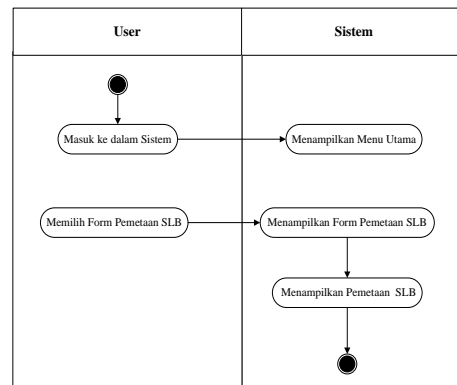 User
Sistem
Masuk ke dalam Sistem
Menampilkan Menu Utama
Memilih Form Pemetaan SLB
Menampilkan Form Pemetaan SLB
Menampilkan Pemetaan  SLB